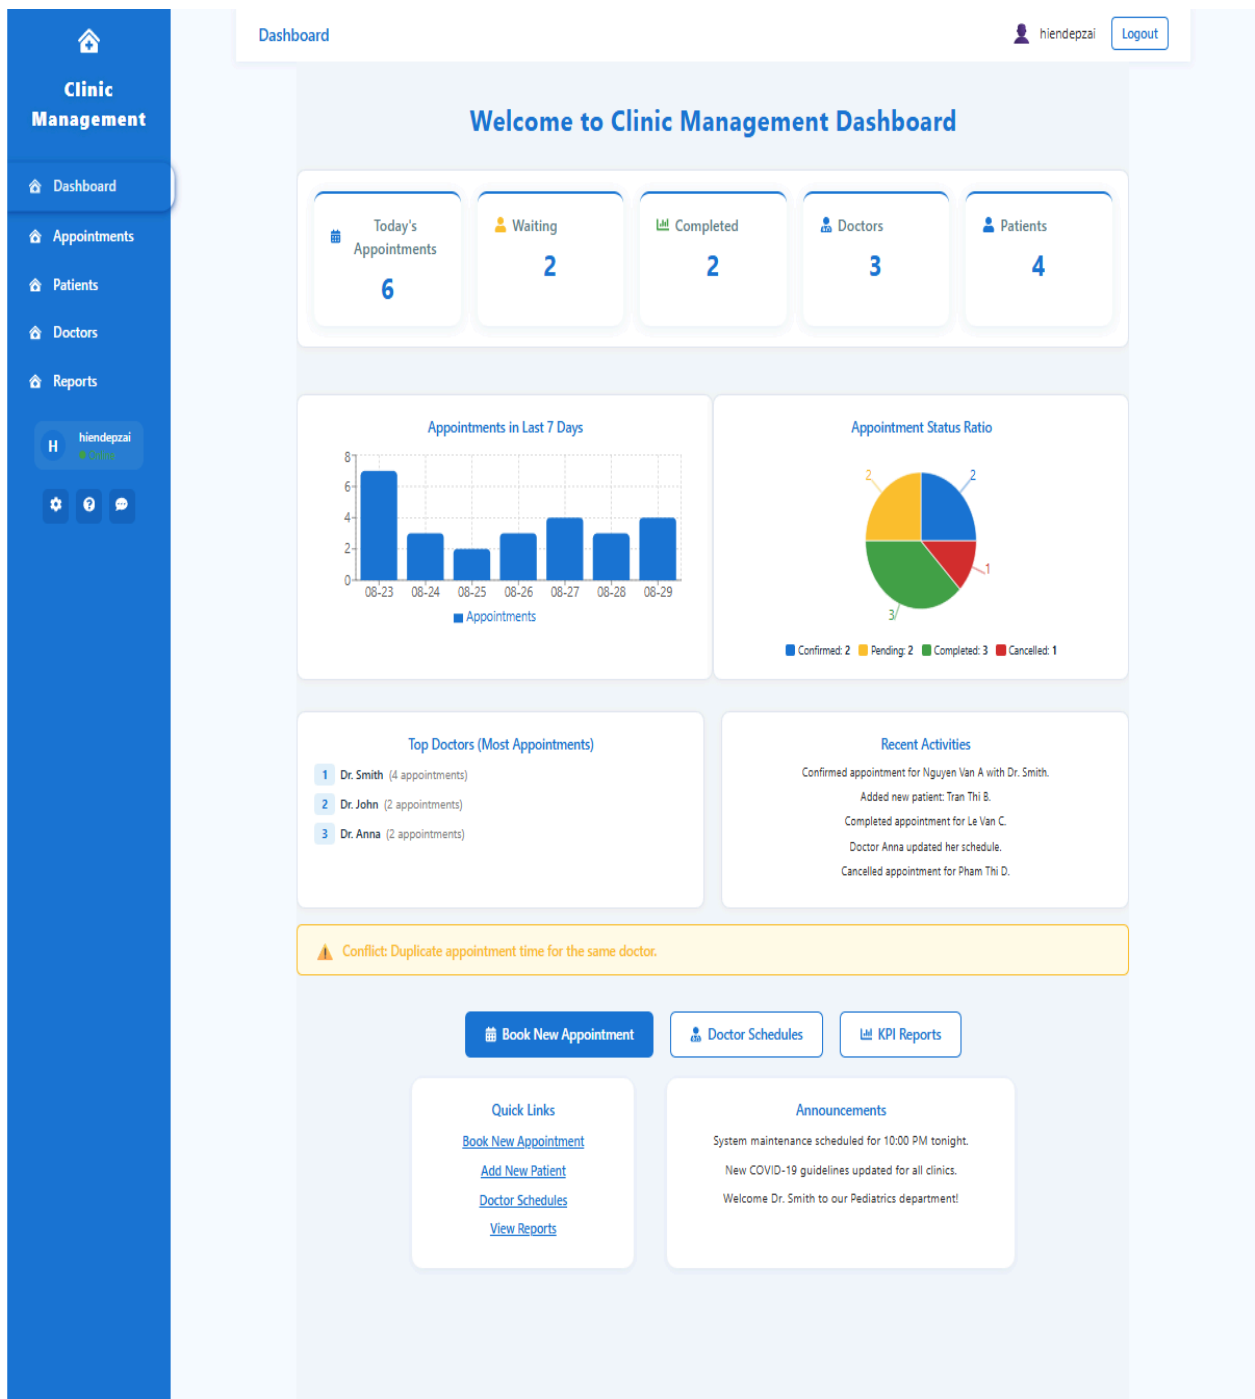 Clinic
Management
Dashboard
Appointments
Patients
Doctors
Reports
H
hiendepzai
Online
Dashboard
hiendepzai
Logout
Welcome to Clinic Management Dashboard
Today's
Appointments
6
Waiting
2
Completed
2
Doctors
3
Patients
4
Appointments in Last 7 Days
8
6
4
2
0
08-23 08-24 08-25 08-26 08-27 08-28 08-29
Appointments
Appointment Status Ratio
2
2
1
3
Confirmed: 2 Pending: 2 Completed: 3 Cancelled: 1
Top Doctors (Most Appointments)
1 Dr. Smith (4 appointments)
2 Dr. John (2 appointments)
3 Dr. Anna (2 appointments)
Recent Activities
Confirmed appointment for Nguyen Van A with Dr. Smith.
Added new patient: Tran Thi B.
Completed appointment for Le Van C.
Doctor Anna updated her schedule.
Cancelled appointment for Pham Thi D.
Conflict: Duplicate appointment time for the same doctor.
Book New Appointment
Doctor Schedules
KPI Reports
Quick Links
Book New Appointment
Add New Patient
Doctor Schedules
View Reports
Announcements
System maintenance scheduled for 10:00 PM tonight.
New COVID-19 guidelines updated for all clinics.
Welcome Dr. Smith to our Pediatrics department!